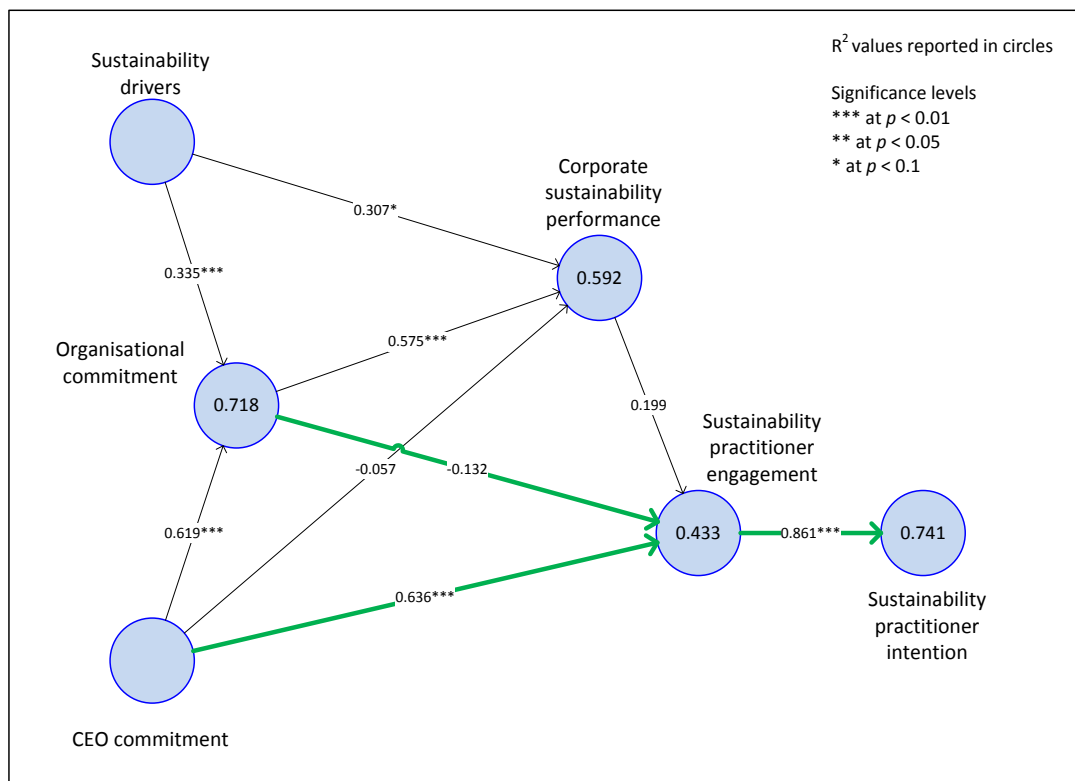 R² values reported in circles
Significance levels
*** at p < 0.01
** at p < 0.05
* at p < 0.1
Sustainability
drivers
Corporate
sustainability
performance
0.307*
0.592
0.335***
0.575***
Organisational
commitment
0.718
0.199
Sustainability
practitioner
engagement
-0.057
-0.132
0.619***
0.433
0.861***
0.741
0.636***
Sustainability
practitioner
intention
CEO commitment